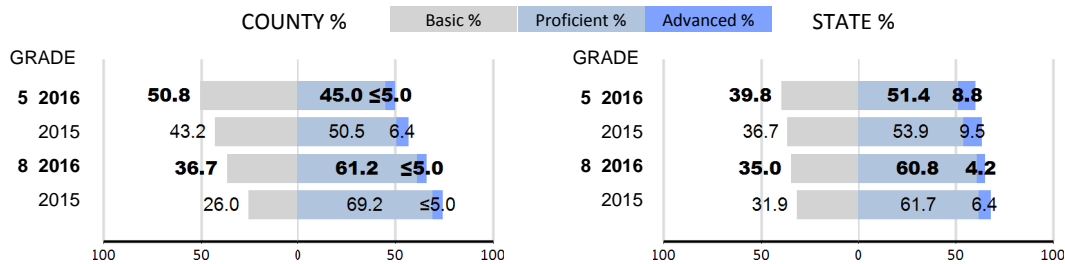 COUNTY % Basic % Proficient % Advanced % STATE %
GRADE GRADE
5 2016 50.8 45.0 ≤5.0 5 2016 39.8 51.4 8.8
2015 43.2 50.5 6.4 2015 36.7 53.9 9.5
8 2016 36.7 61.2 ≤5.0 8 2016 35.0 60.8 4.2
2015 26.0 69.2 ≤5.0 2015 31.9 61.7 6.4
100 50 0 50 100 100 50 0 50 100